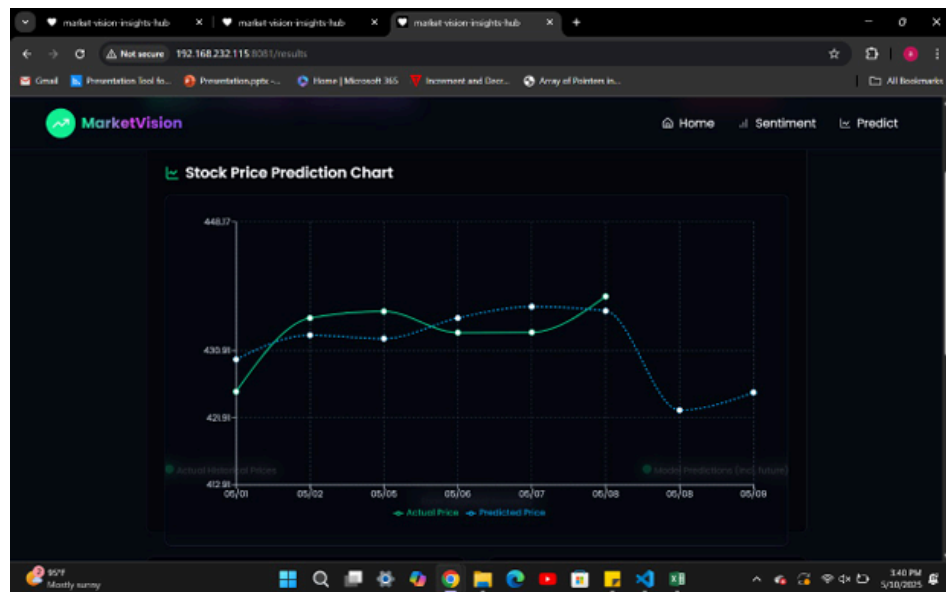 market-vision-insights-hub
market-vision-insights-hub
market-vision-insights-hub
Not secure 192.168.232.115:8081/results
Gmail
Presentation Tool fo...
Presentation.pptx -...
Home | Microsoft 365
Increment and Decr...
Array of Pointers in...
All Bookmarks
MarketVision
Home
Sentiment
Predict
Stock Price Prediction Chart
448.17
430.91
421.91
412.91
Actual Historical Prices
Model Predictions (incl. future)
05/01 05/02 05/05 05/06 05/07 05/08 05/08 05/09
Actual Price Predicted Price
2
95°F
Mostly sunny
3:40 PM
5/10/2025